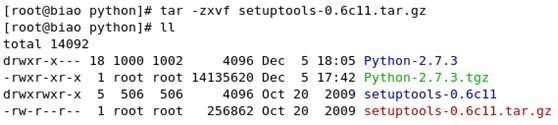 [root@biao python]# tar -zxvf setuptools-0.6c11.tar.gz
[root@biao python]# ll
total 14092
drwxr-x--- 18 1000 1002     4096 Dec  5 18:05 Python-2.7.3
-rwxr-xr-x  1 root root 14135620 Dec  5 17:42 Python-2.7.3.tgz
drwxrwxr-x  5  506  506     4096 Oct 20  2009 setuptools-0.6c11
-rw-r--r--  1 root root   256862 Oct 20  2009 setuptools-0.6c11.tar.gz